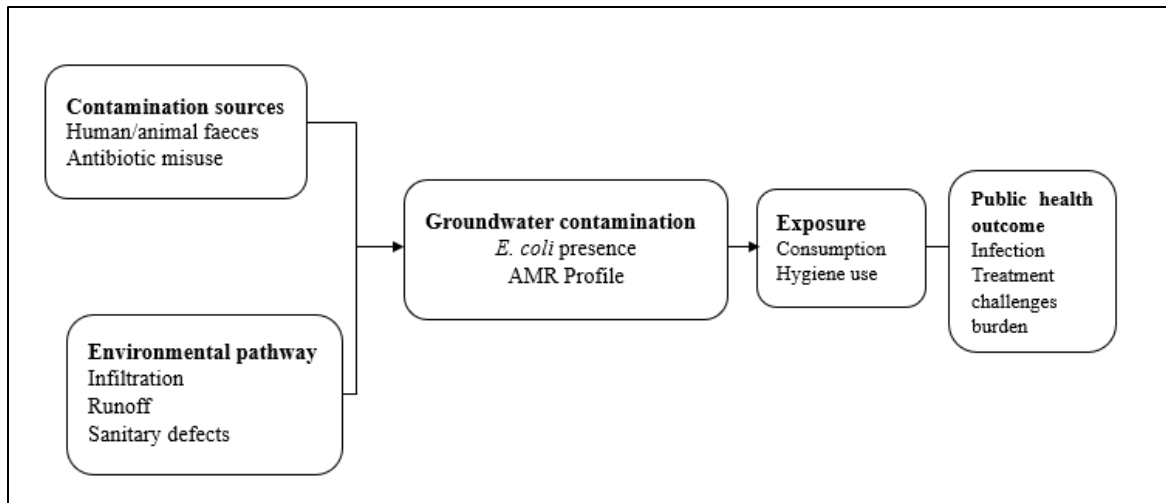 Contamination sources
Human/animal faeces
Antibiotic misuse
Environmental pathway
Infiltration
Runoff
Sanitary defects
Groundwater contamination
E. coli presence
AMR Profile
Exposure
Consumption
Hygiene use
Public health
outcome
Infection
Treatment
challenges
burden